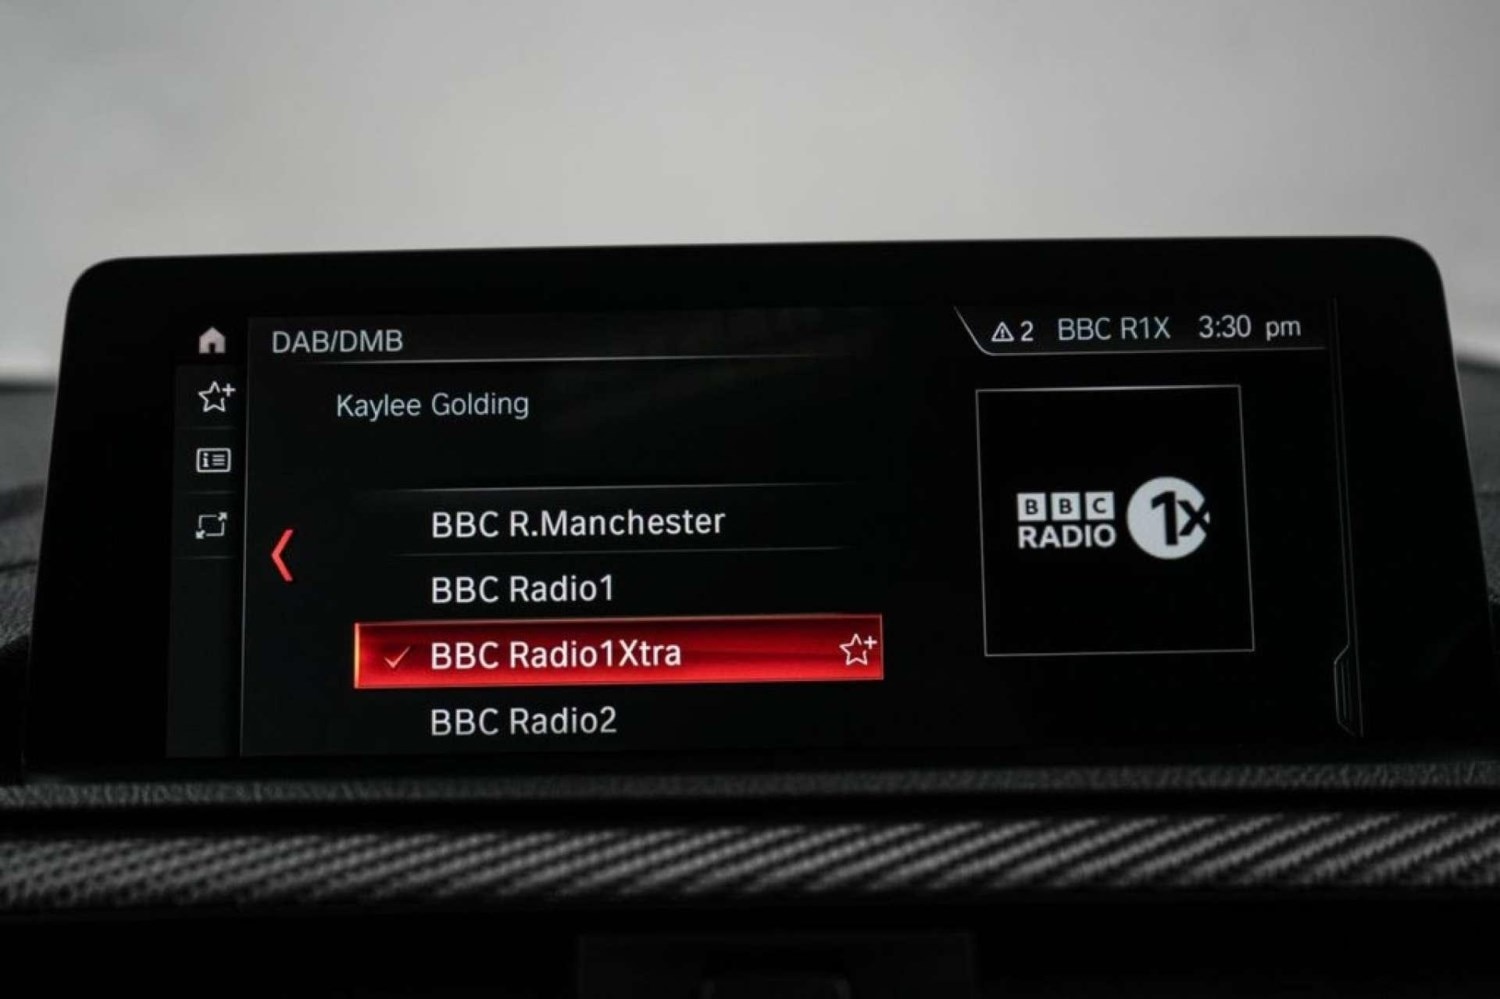 DAB/DMB
2 BBC R1X 3:30 pm
Kaylee Golding
BBC R.Manchester
BBC Radio1
BBC Radio1Xtra
BBC Radio2
BBC
RADIO
1x